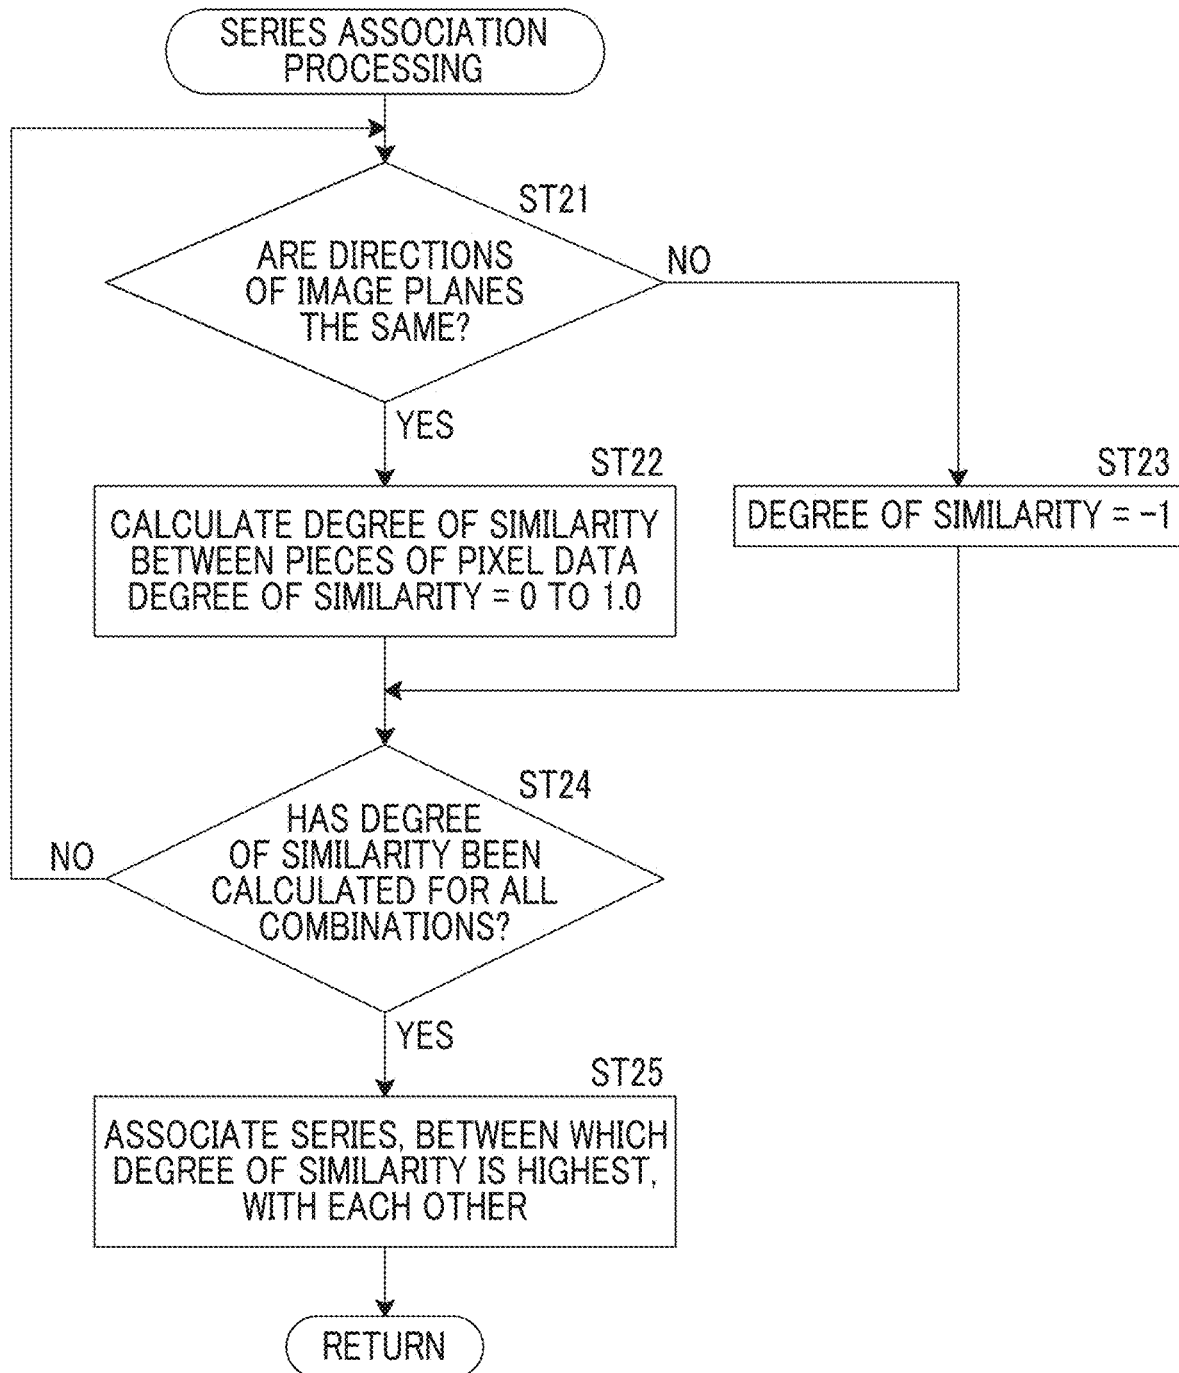 SERIES ASSOCIATION
PROCESSING
ST21
ARE DIRECTIONS
OF IMAGE PLANES
THE SAME?
NO
YES
ST22
CALCULATE DEGREE OF SIMILARITY
BETWEEN PIECES OF PIXEL DATA
DEGREE OF SIMILARITY = 0 TO 1.0
ST23
DEGREE OF SIMILARITY = -1
ST24
HAS DEGREE
OF SIMILARITY BEEN
CALCULATED FOR ALL
COMBINATIONS?
NO
YES
ST25
ASSOCIATE SERIES, BETWEEN WHICH
DEGREE OF SIMILARITY IS HIGHEST,
WITH EACH OTHER
RETURN